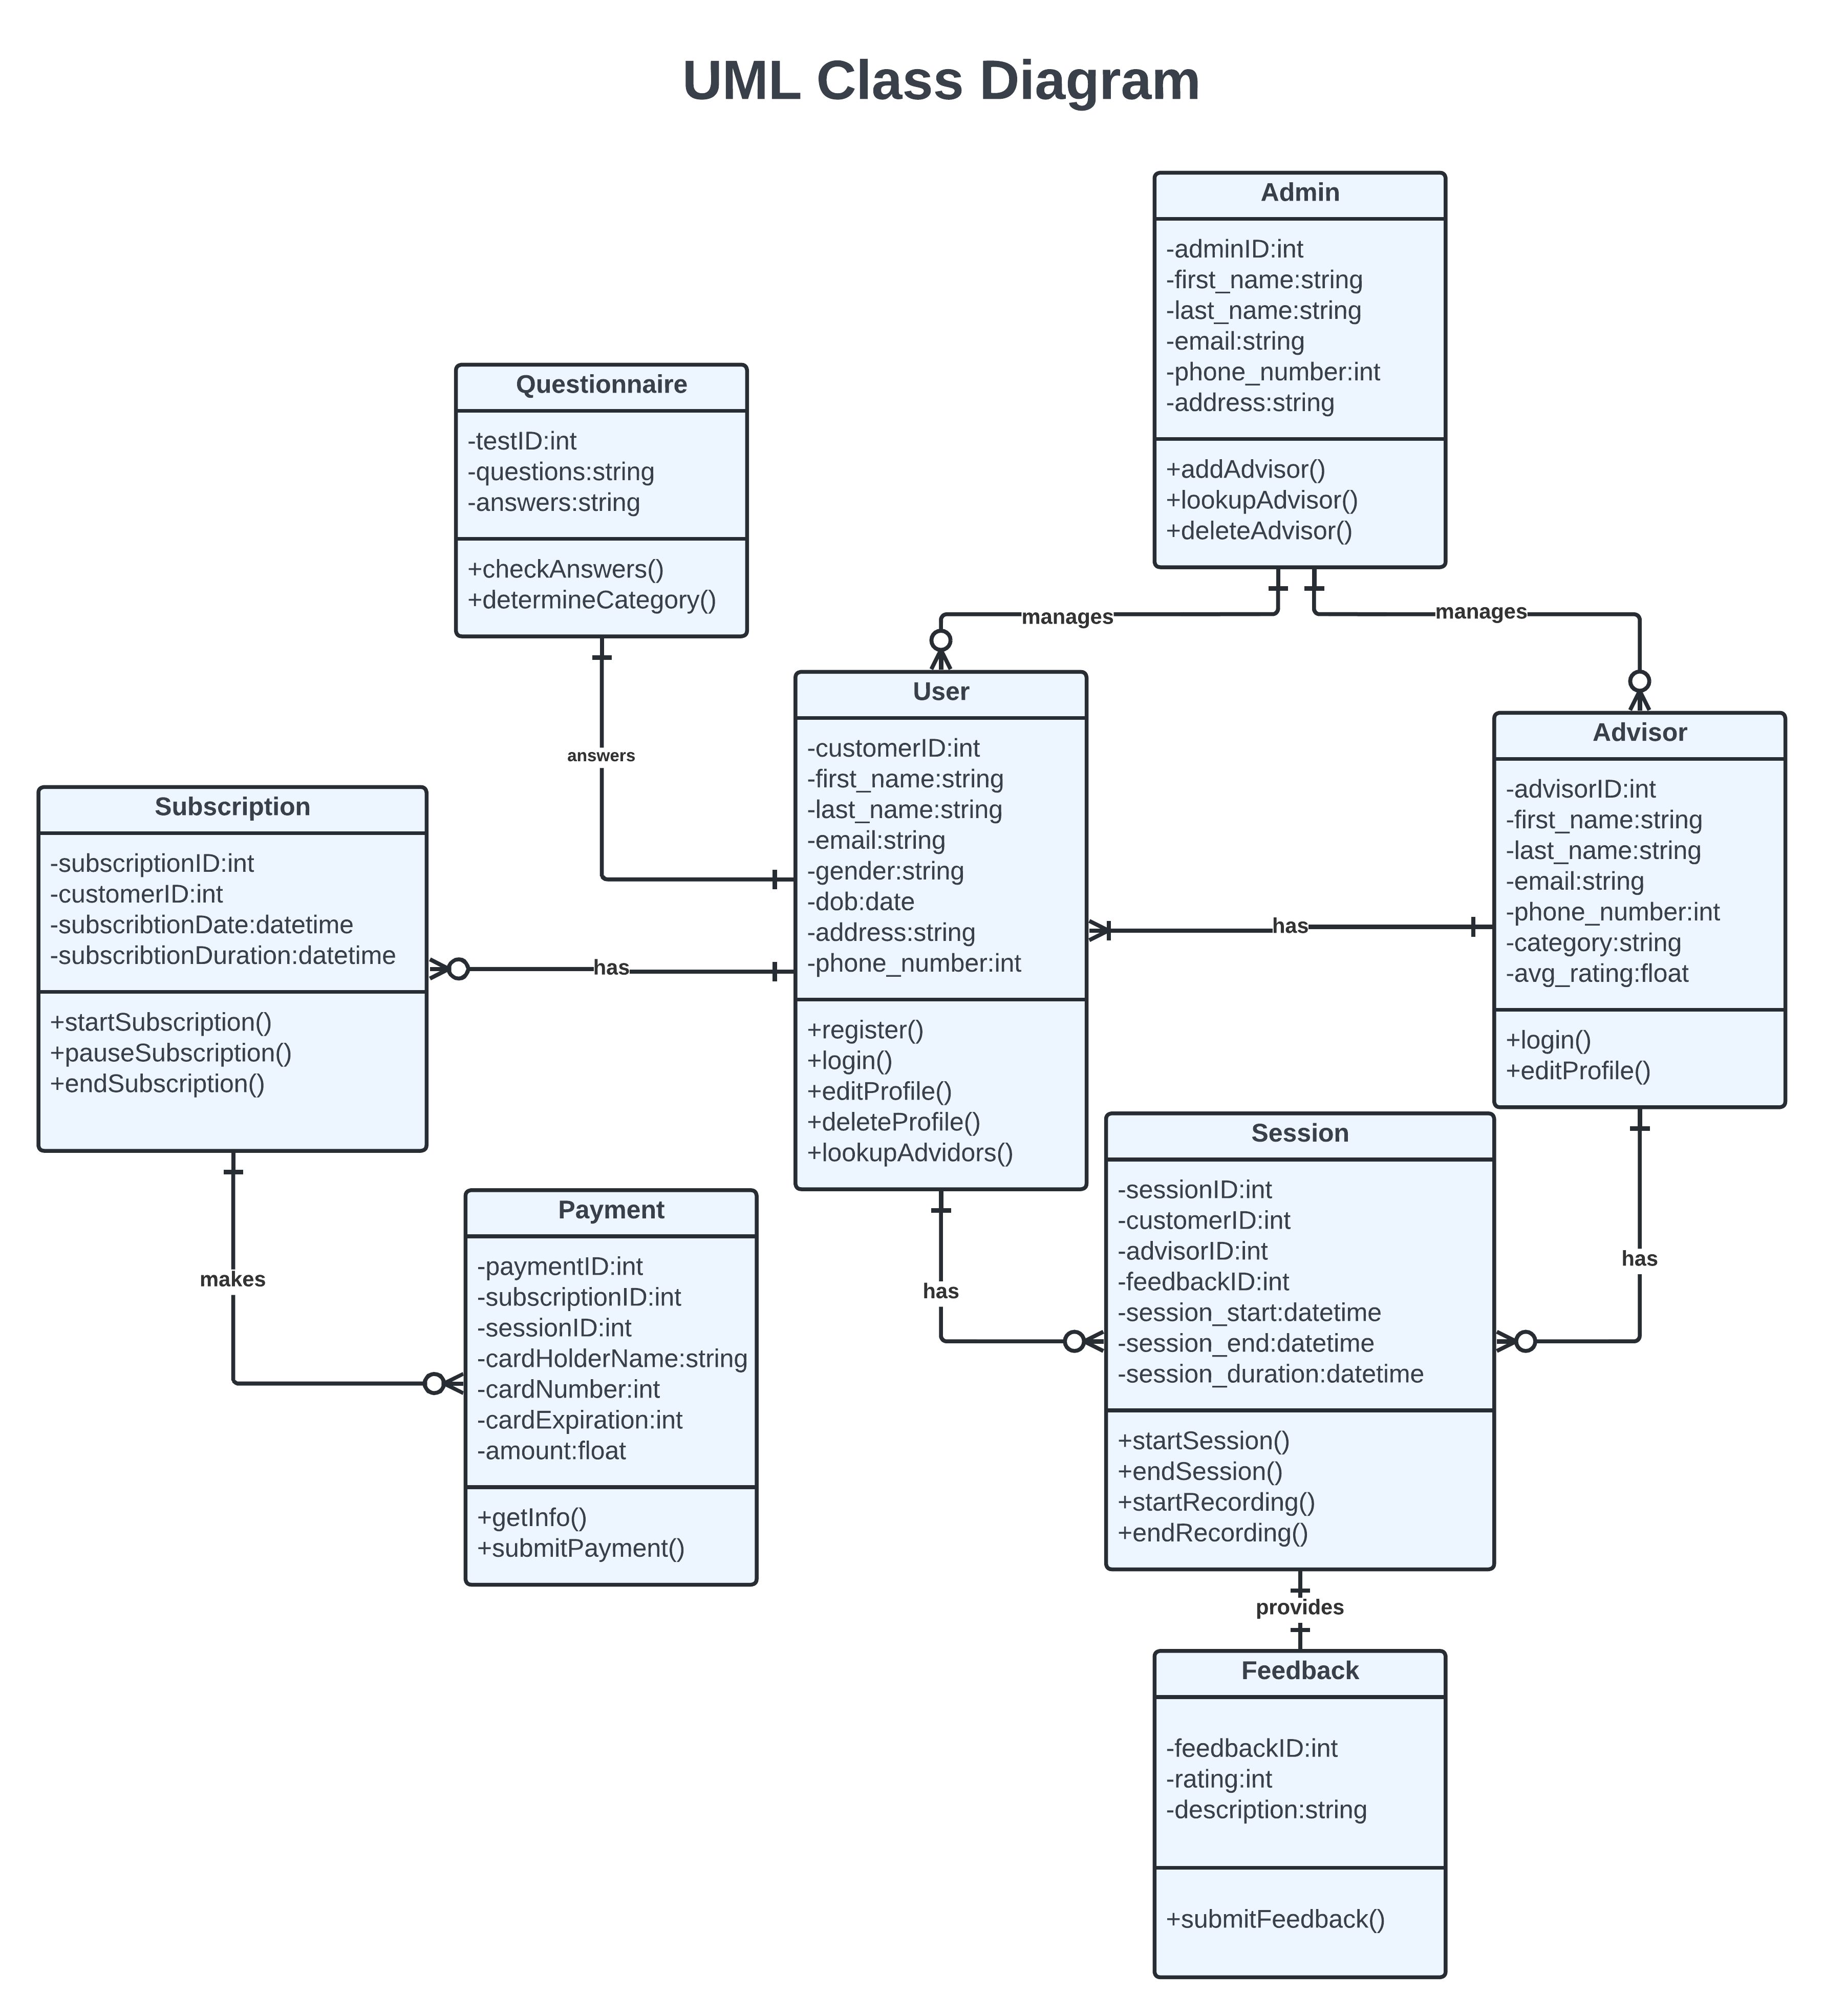 UML Class Diagram
Admin
-adminID:int
-first_name:string
-last_name:string
-email:string
-phone_number:int
-address:string
+addAdvisor()
+lookupAdvisor()
+deleteAdvisor()
Questionnaire
-testID:int
-questions:string
-answers:string
+checkAnswers()
+determineCategory()
manages
manages
answers
User
-customerID:int
-first_name:string
-last_name:string
-email:string
-gender:string
-dob:date
-address:string
-phone_number:int
+register()
+login()
+editProfile()
+deleteProfile()
+lookupAdvidors()
Advisor
-advisorID:int
-first_name:string
-last_name:string
-email:string
-phone_number:int
-category:string
-avg_rating:float
+login()
+editProfile()
Subscription
-subscriptionID:int
-customerID:int
-subscribtionDate:datetime
-subscribtionDuration:datetime
+startSubscription()
+pauseSubscription()
+endSubscription()
has
has
makes
has
has
Payment
-paymentID:int
-subscriptionID:int
-sessionID:int
-cardHolderName:string
-cardNumber:int
-cardExpiration:int
-amount:float
+getInfo()
+submitPayment()
Session
-sessionID:int
-customerID:int
-advisorID:int
-feedbackID:int
-session_start:datetime
-session_end:datetime
-session_duration:datetime
+startSession()
+endSession()
+startRecording()
+endRecording()
provides
Feedback
-feedbackID:int
-rating:int
-description:string
+submitFeedback()